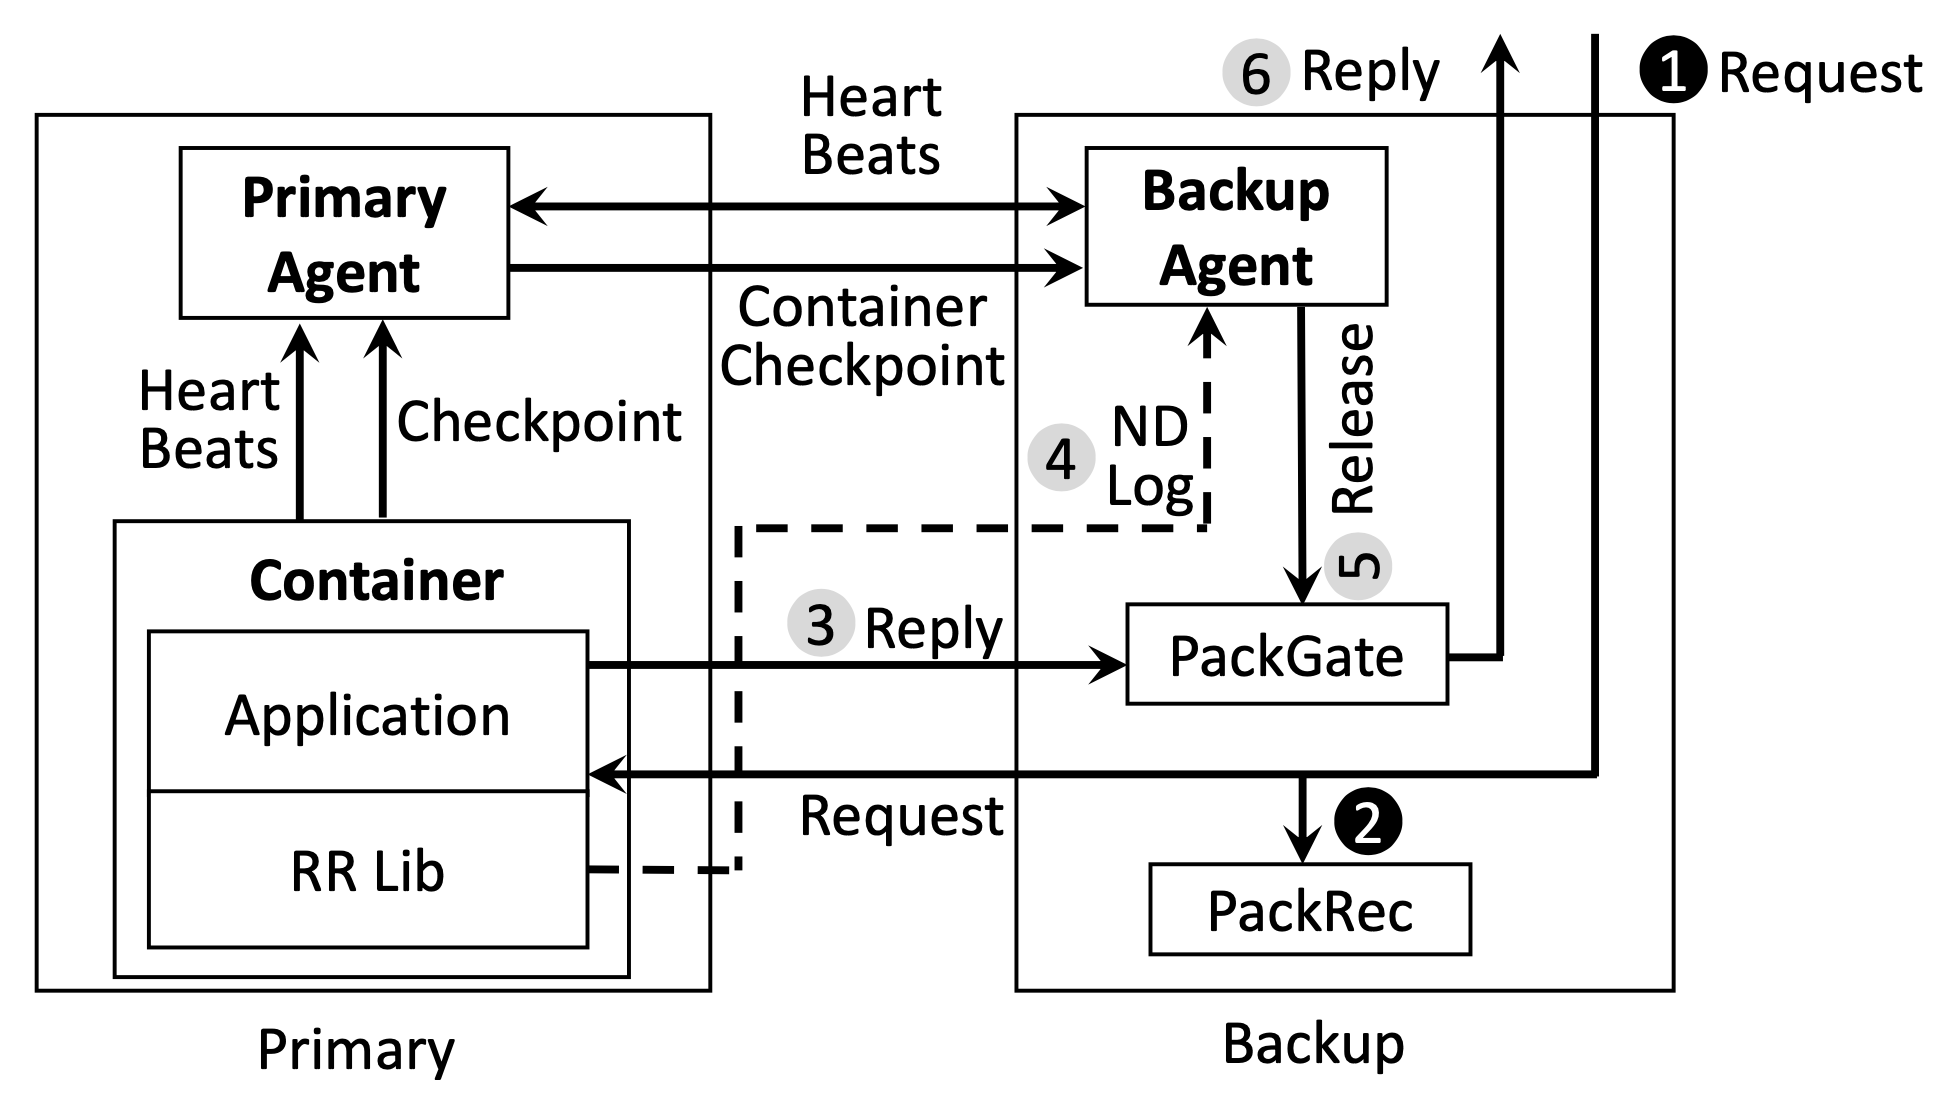 6 Reply
1 Request
Heart
Beats
Primary
Agent
Backup
Agent
Container
Checkpoint
Heart
Beats
Checkpoint
4 ND
Log
5 Release
Container
3 Reply
PackGate
Application
Request
2
RR Lib
PackRec
Primary
Backup